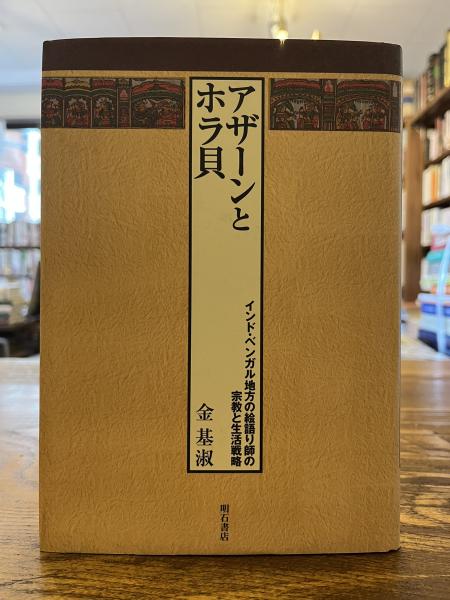 アザーンと
ホラ貝
インド・ベンガル地方の絵語り師の
宗教と生活戦略
金基淑
明石書店